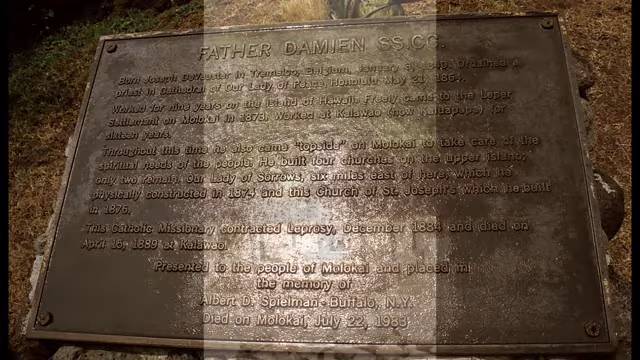 FATHER DAMIEN SS.CC.
Born Joseph DeVeuster in Tremeloo, Belgium, January 3, 1840. Ordained a
priest in Cathedral of Our Lady of Peace, Honolulu, May 21, 1864.
Worked for nine years on the Island of Hawaii. Freely came to the Leper
Settlement on Molokai in 1873. Worked at Kalawao (now Kalaupapa) for
sixteen years.
Throughout this time he also came "topside" on Molokai to take care of the
spiritual needs of the people. He built four churches on the upper island;
only two remain. Our Lady of Sorrows, six miles east of here, which he
physically constructed in 1874 and this Church of St. Joseph's which he built
in 1876.
This Catholic Missionary contracted Leprosy, December 1884 and died on
April 15, 1889 at Kalawao.
Presented to the people of Molokai and placed in
the memory of
Albert D. Spielman- Buffalo, N.Y.
Died on Molokai, July 22, 1983